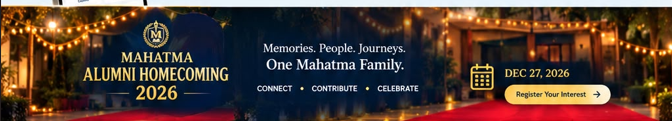 M
MAHATMA
ALUMNI HOMECOMING
2026
Memories. People. Journeys.
One Mahatma Family.
CONNECT • CONTRIBUTE • CELEBRATE
DEC 27, 2026
Register Your Interest →